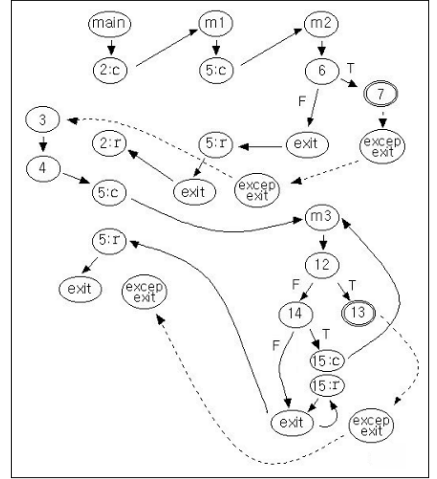 main
m1
m2
2:c
5:c
6
T
7
F
3
2:r
5:r
exit
excep
exit
4
exit
excep
exit
5:c
m3
5:r
12
exit
excep
exit
F
T
14
13
F
T
15:c
15:r
exit
excep
exit